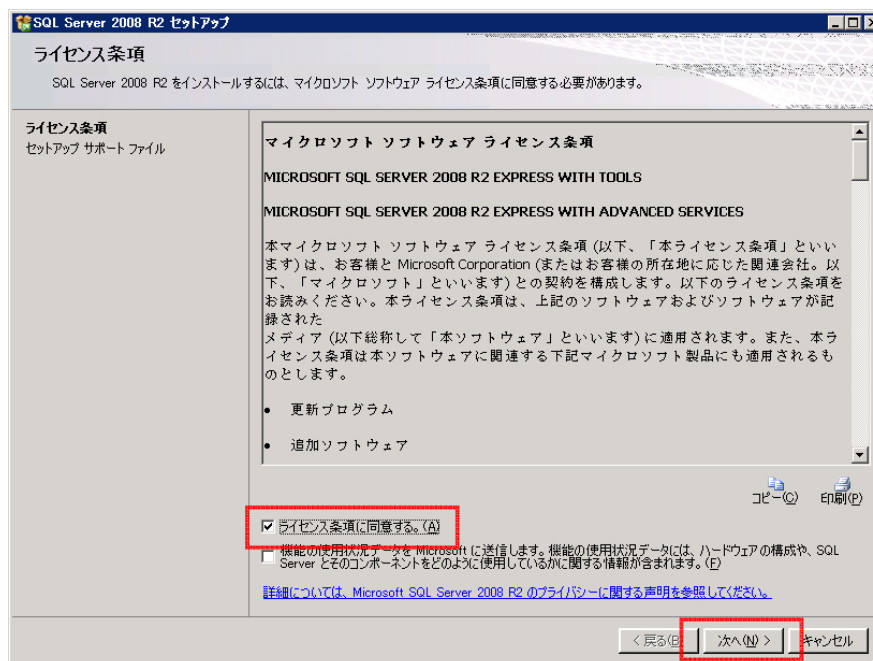 SQL Server 2008 R2 セットアップ
ライセンス条項
SQL Server 2008 R2 をインストールするには、マイクロソフト ソフトウェア ライセンス条項に同意する必要があります。
ライセンス条項
セットアップ サポート ファイル
マイクロソフト ソフトウェア ライセンス条項
MICROSOFT SQL SERVER 2008 R2 EXPRESS WITH TOOLS
MICROSOFT SQL SERVER 2008 R2 EXPRESS WITH ADVANCED SERVICES
本マイクロソフト ソフトウェア ライセンス条項 (以下、「本ライセンス条項」といい
ます) は、お客様と Microsoft Corporation (またはお客様の所在地に応じた関連会社。以
下、「マイクロソフト」といいます) との契約を構成します。以下のライセンス条項を
お読みください。本ライセンス条項は、上記のソフトウェアおよびソフトウェアが記
録された
メディア (以下総称して「本ソフトウェア」といいます) に適用されます。また、本ラ
イセンス条項は本ソフトウェアに関連する下記マイクロソフト製品にも適用されるも
のとします。
• 更新プログラム
• 追加ソフトウェア
コピー(C) 印刷(P)
ライセンス条項に同意する。(A)
機能の使用状況データを Microsoft に送信します。機能の使用状況データには、ハードウェアの構成や、SQL
Server とそのコンポーネントをどのように使用しているかに関する情報が含まれます。(F)
詳細については、Microsoft SQL Server 2008 R2 のプライバシーに関する声明を参照してください。
< 戻る(B) 次へ(N) > キャンセル